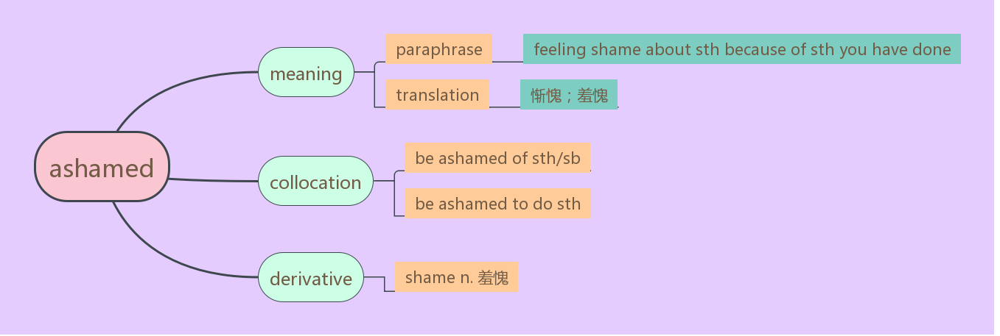 ashamed
meaning
paraphrase
feeling shame about sth because of sth you have done
translation
惭愧；羞愧
collocation
be ashamed of sth/sb
be ashamed to do sth
derivative
shame n. 羞愧